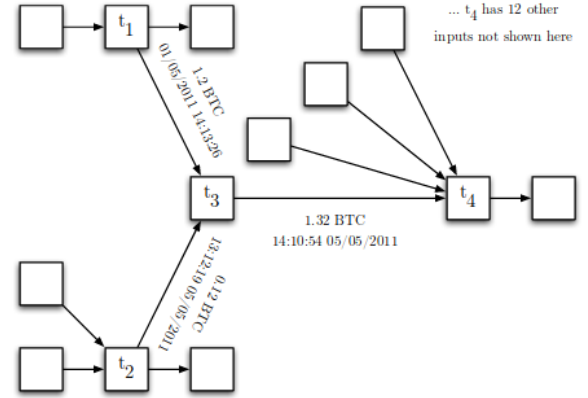 ... t4 has 12 other
inputs not shown here
t1
1.2 BTC
01/05/2011 14:13:26
t3
t4
1.32 BTC
14:10:54 05/05/2011
0.12 BTC
13:12:19 05/05/2011
t2